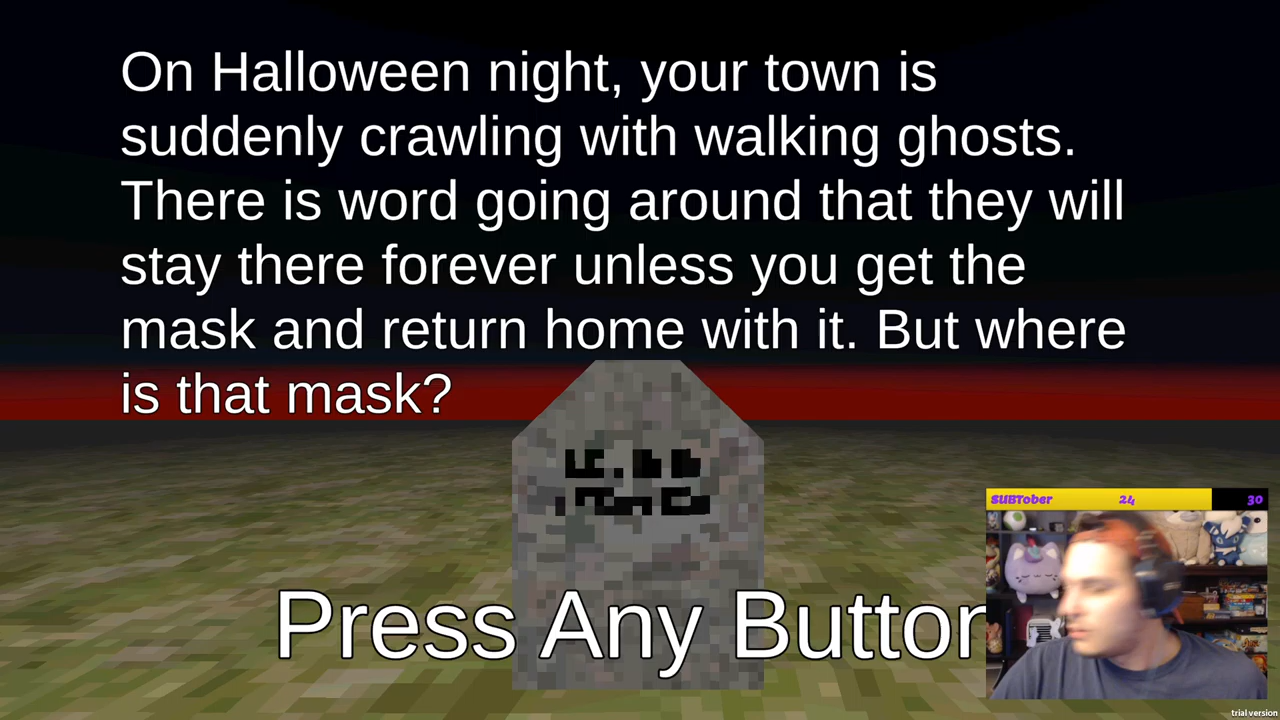 On Halloween night, your town is
suddenly crawling with walking ghosts.
There is word going around that they will
stay there forever unless you get the
mask and return home with it. But where
is that mask?
Press Any Button
SUBTober 24 30
trial version